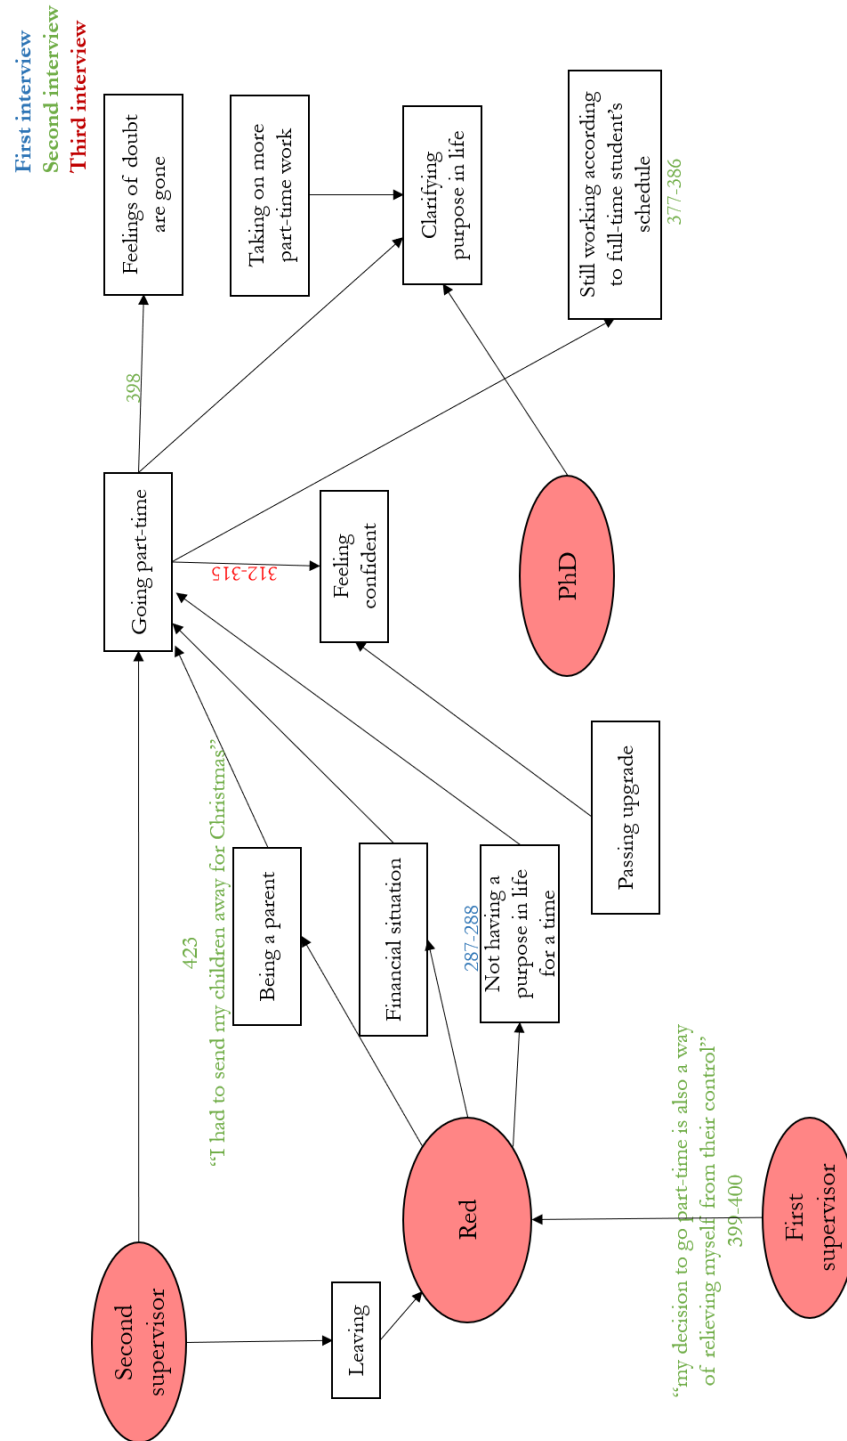 First interview
Second interview
Third interview
Second
supervisor
Leaving
Red
First
supervisor
“my decision to go part-time is also a way
of relieving myself from their control”
399-400
423
“I had to send my children away for Christmas”
Being a parent
Financial situation
287-288
Not having a
purpose in life
for a time
Passing upgrade
Going part-time
312-315
Feeling
confident
PhD
398
Feelings of doubt
are gone
Taking on more
part-time work
Clarifying
purpose in life
Still working according
to full-time student’s
schedule
377-386